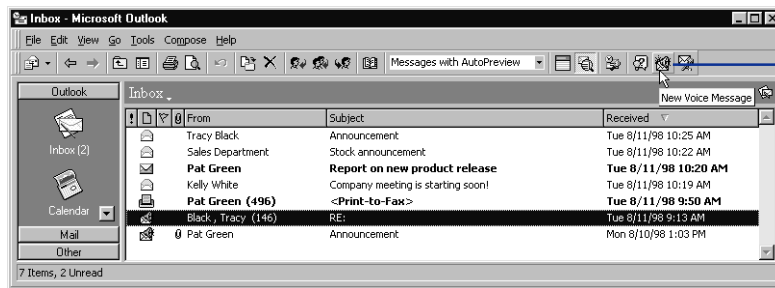 Inbox - Microsoft Outlook
File Edit View Go Tools Compose Help
Messages with AutoPreview
New Voice Message
Outlook
Inbox
From Subject Received
Inbox (2)
Tracy Black Announcement Tue 8/11/98 10:25 AM
Sales Department Stock announcement Tue 8/11/98 10:22 AM
Pat Green Report on new product release Tue 8/11/98 10:20 AM
Kelly White Company meeting is starting soon! Tue 8/11/98 10:19 AM
Calendar
Pat Green (496) <Print-to-Fax> Tue 8/11/98 9:50 AM
Black , Tracy (146) RE: Tue 8/11/98 9:13 AM
Mail
Pat Green Announcement Mon 8/10/98 1:03 PM
Other
7 Items, 2 Unread